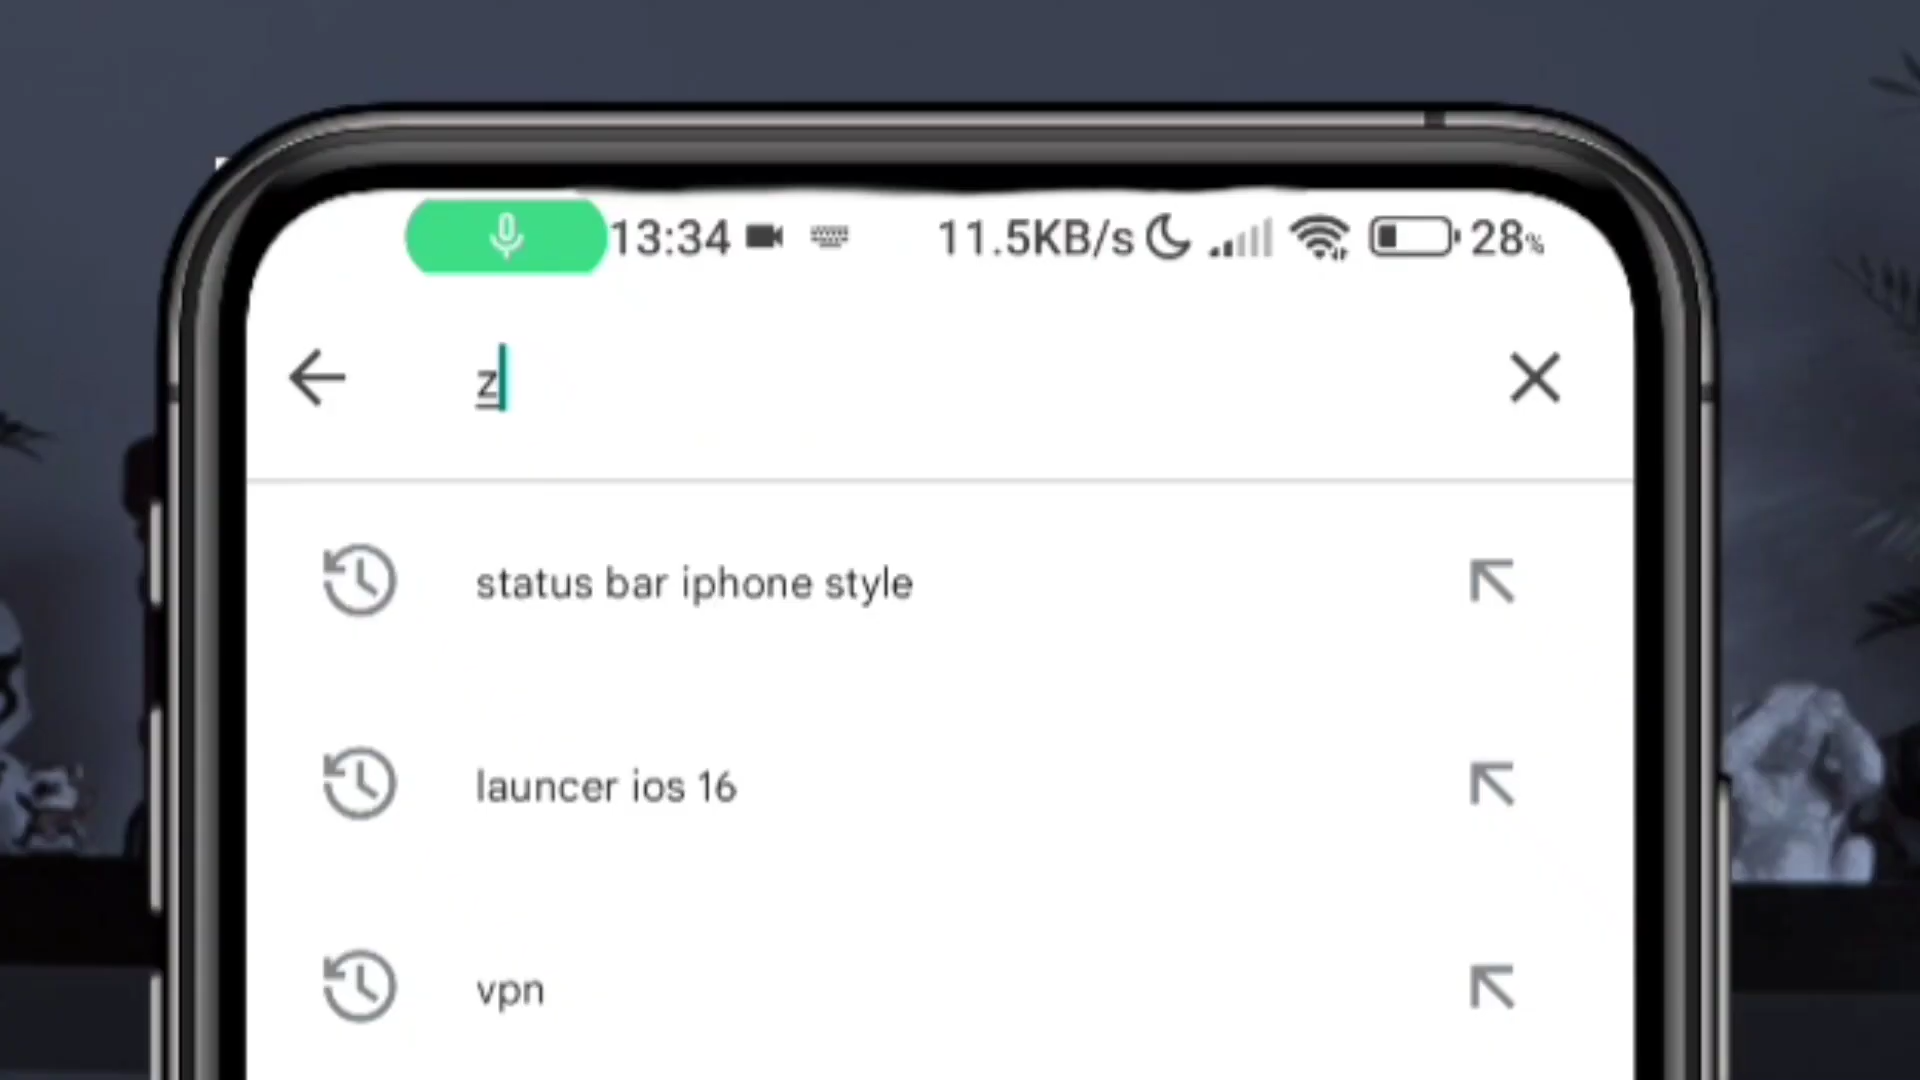 13:34 11.5KB/s 28%
z
status bar iphone style
launcer ios 16
vpn